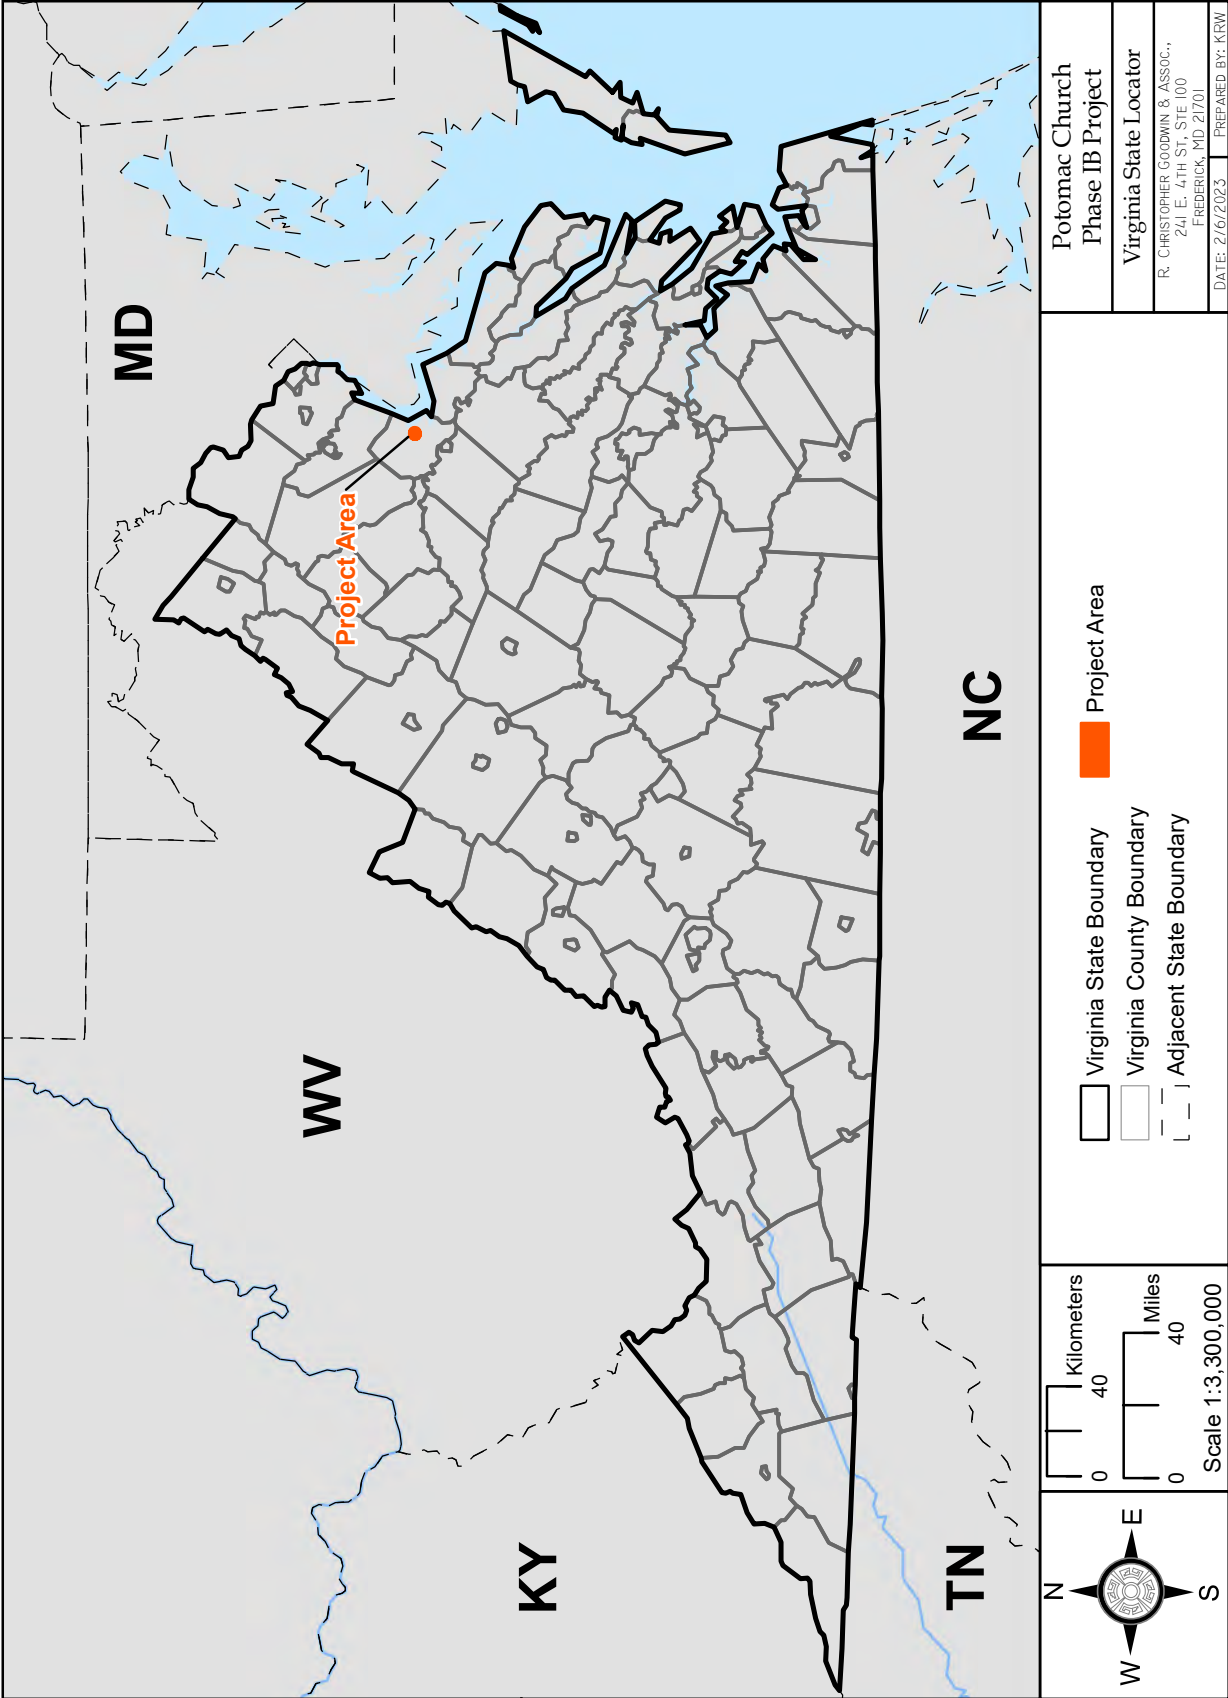 MD
WV
KY
Project Area
NC
TN
N
W
E
S
0
40
Kilometers
0
40
Miles
Scale 1:3,300,000
Virginia State Boundary
Virginia County Boundary
Adjacent State Boundary
Project Area
Potomac Church
Phase IB Project
Virginia State Locator
R. CHRISTOPHER GOODWIN & ASSOC.,
241 E. 4TH ST, STE 100
FREDERICK, MD 21701
DATE: 2/6/2023
PREPARED BY: KRW